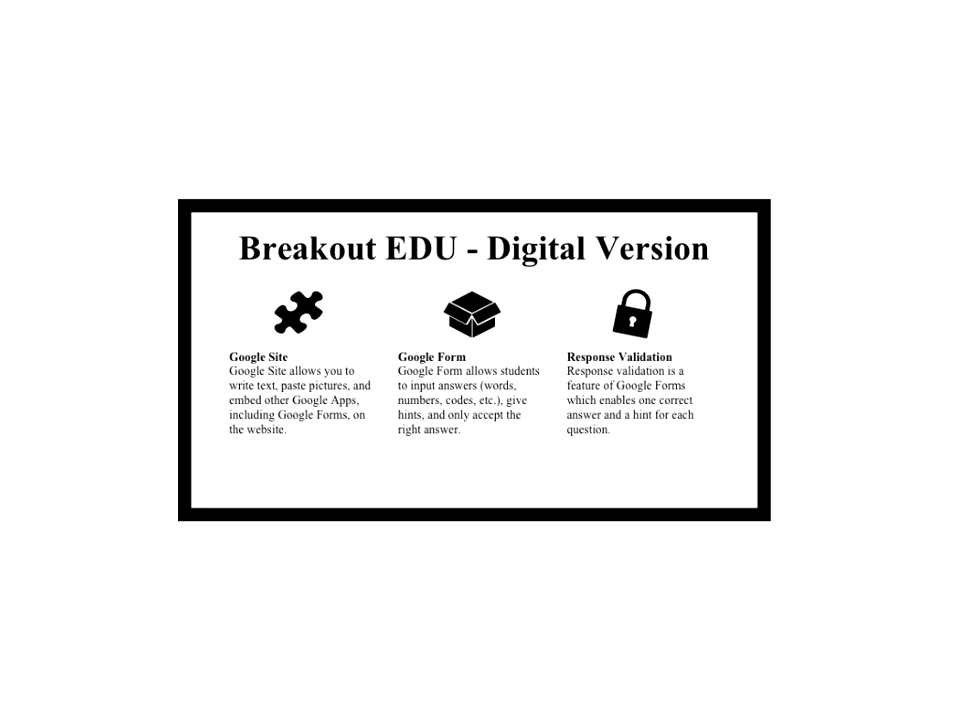 Breakout EDU - Digital Version
Google Site
Google Site allows you to
write text, paste pictures, and
embed other Google Apps,
including Google Forms, on
the website.
Google Form
Google Form allows students
to input answers (words,
numbers, codes, etc.), give
hints, and only accept the
right answer.
Response Validation
Response validation is a
feature of Google Forms
which enables one correct
answer and a hint for each
question.